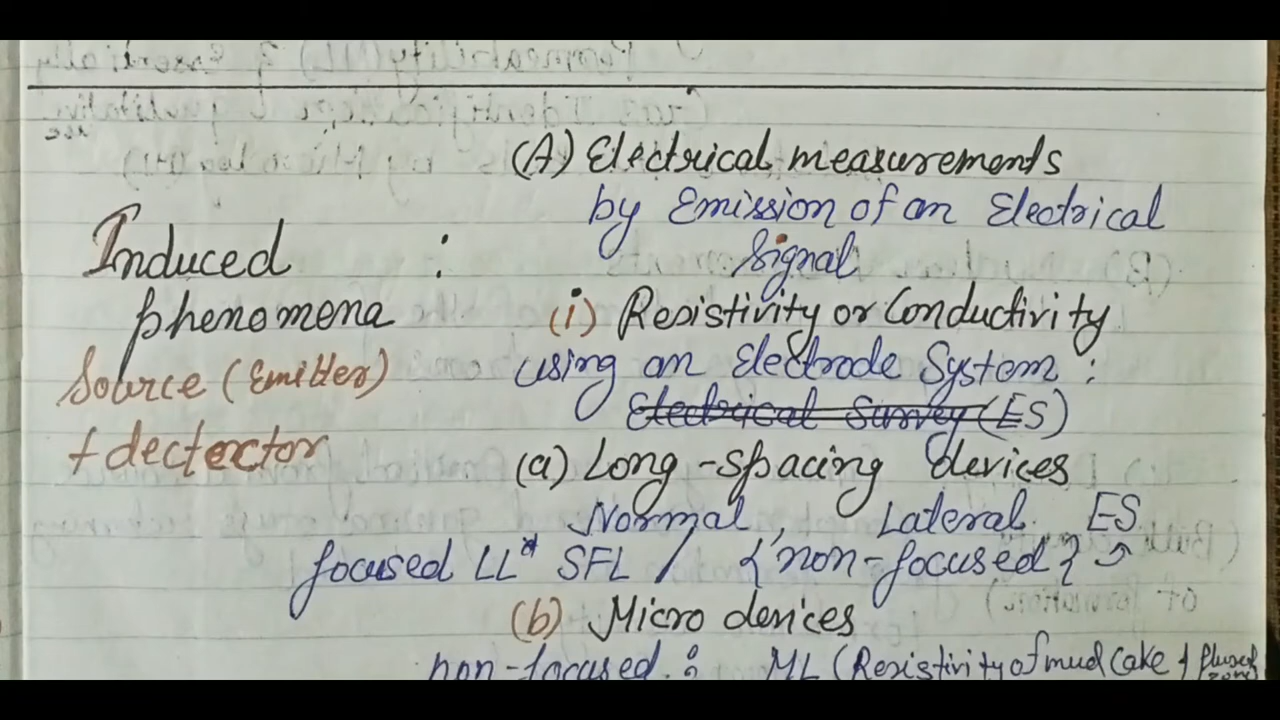 (A) Electrical measurements
by Emission of an Electrical
Signal
Induced :
phenomena
(i) Resistivity or Conductivity
Source (Emitter)
using an Electrode System :
Electrical Survey (ES)
+ dectector
(a) Long-spacing devices
Normal, Lateral ES
focused LL* SFL / {non-focused}
(b) Micro devices
non-focused : ML (Resistivity of mud Cake &